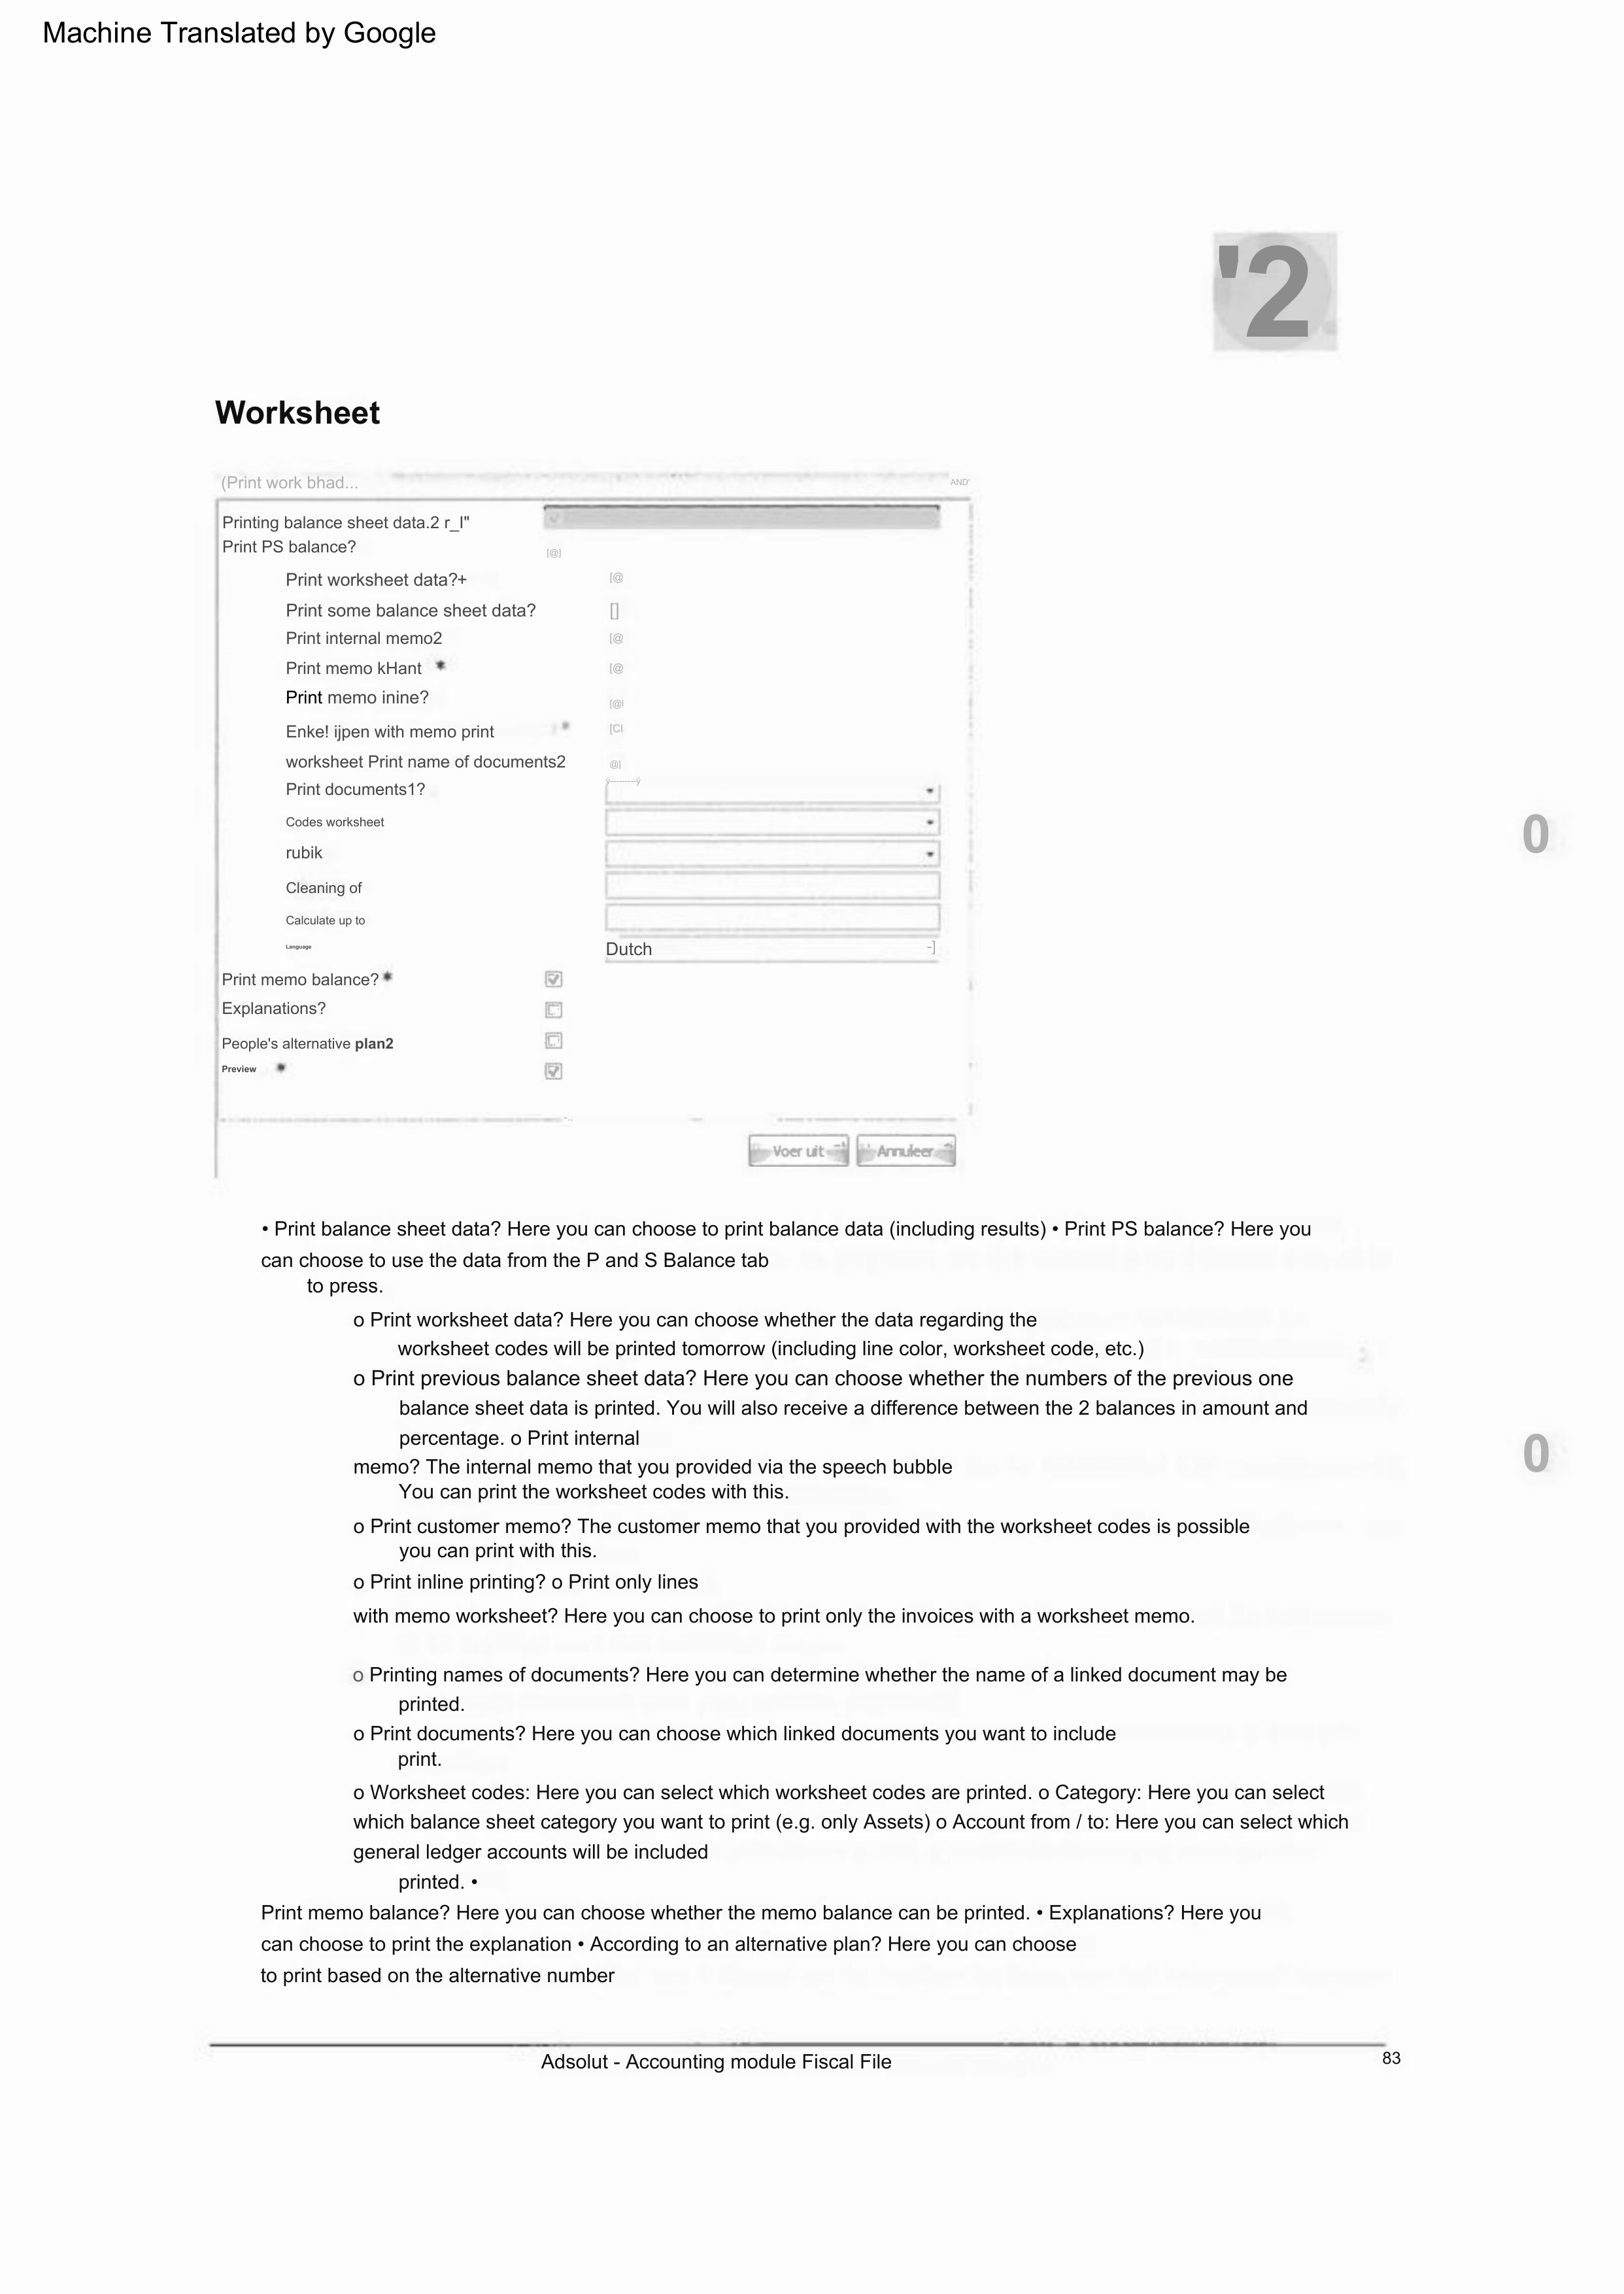 Machine Translated by Google
'2
Worksheet
(Print work bhad...
AND'
Printing balance sheet data.2 r_l"
Print PS balance?
[@]
Print worksheet data?+
[@
Print some balance sheet data?
[]
Print internal memo2
[@
Print memo kHant *
[@
Print memo inine?
[@l
Enke! ijpen with memo print
[Cl
worksheet Print name of documents2
@]
Print documents1?
Codes worksheet
rubik
Cleaning of
Calculate up to
Language
Dutch
Print memo balance? *
Explanations?
People's alternative plan2
Preview *
Voer uit
Annuleer
0
• Print balance sheet data? Here you can choose to print balance data (including results) • Print PS balance? Here you
can choose to use the data from the P and S Balance tab
to press.
o Print worksheet data? Here you can choose whether the data regarding the
worksheet codes will be printed tomorrow (including line color, worksheet code, etc.)
o Print previous balance sheet data? Here you can choose whether the numbers of the previous one
balance sheet data is printed. You will also receive a difference between the 2 balances in amount and
percentage. o Print internal
0
memo? The internal memo that you provided via the speech bubble
You can print the worksheet codes with this.
o Print customer memo? The customer memo that you provided with the worksheet codes is possible
you can print with this.
o Print inline printing? o Print only lines
with memo worksheet? Here you can choose to print only the invoices with a worksheet memo.
o Printing names of documents? Here you can determine whether the name of a linked document may be
printed.
o Print documents? Here you can choose which linked documents you want to include
print.
o Worksheet codes: Here you can select which worksheet codes are printed. o Category: Here you can select
which balance sheet category you want to print (e.g. only Assets) o Account from / to: Here you can select which
general ledger accounts will be included
printed. •
Print memo balance? Here you can choose whether the memo balance can be printed. • Explanations? Here you
can choose to print the explanation • According to an alternative plan? Here you can choose
to print based on the alternative number
Adsolut - Accounting module Fiscal File
83